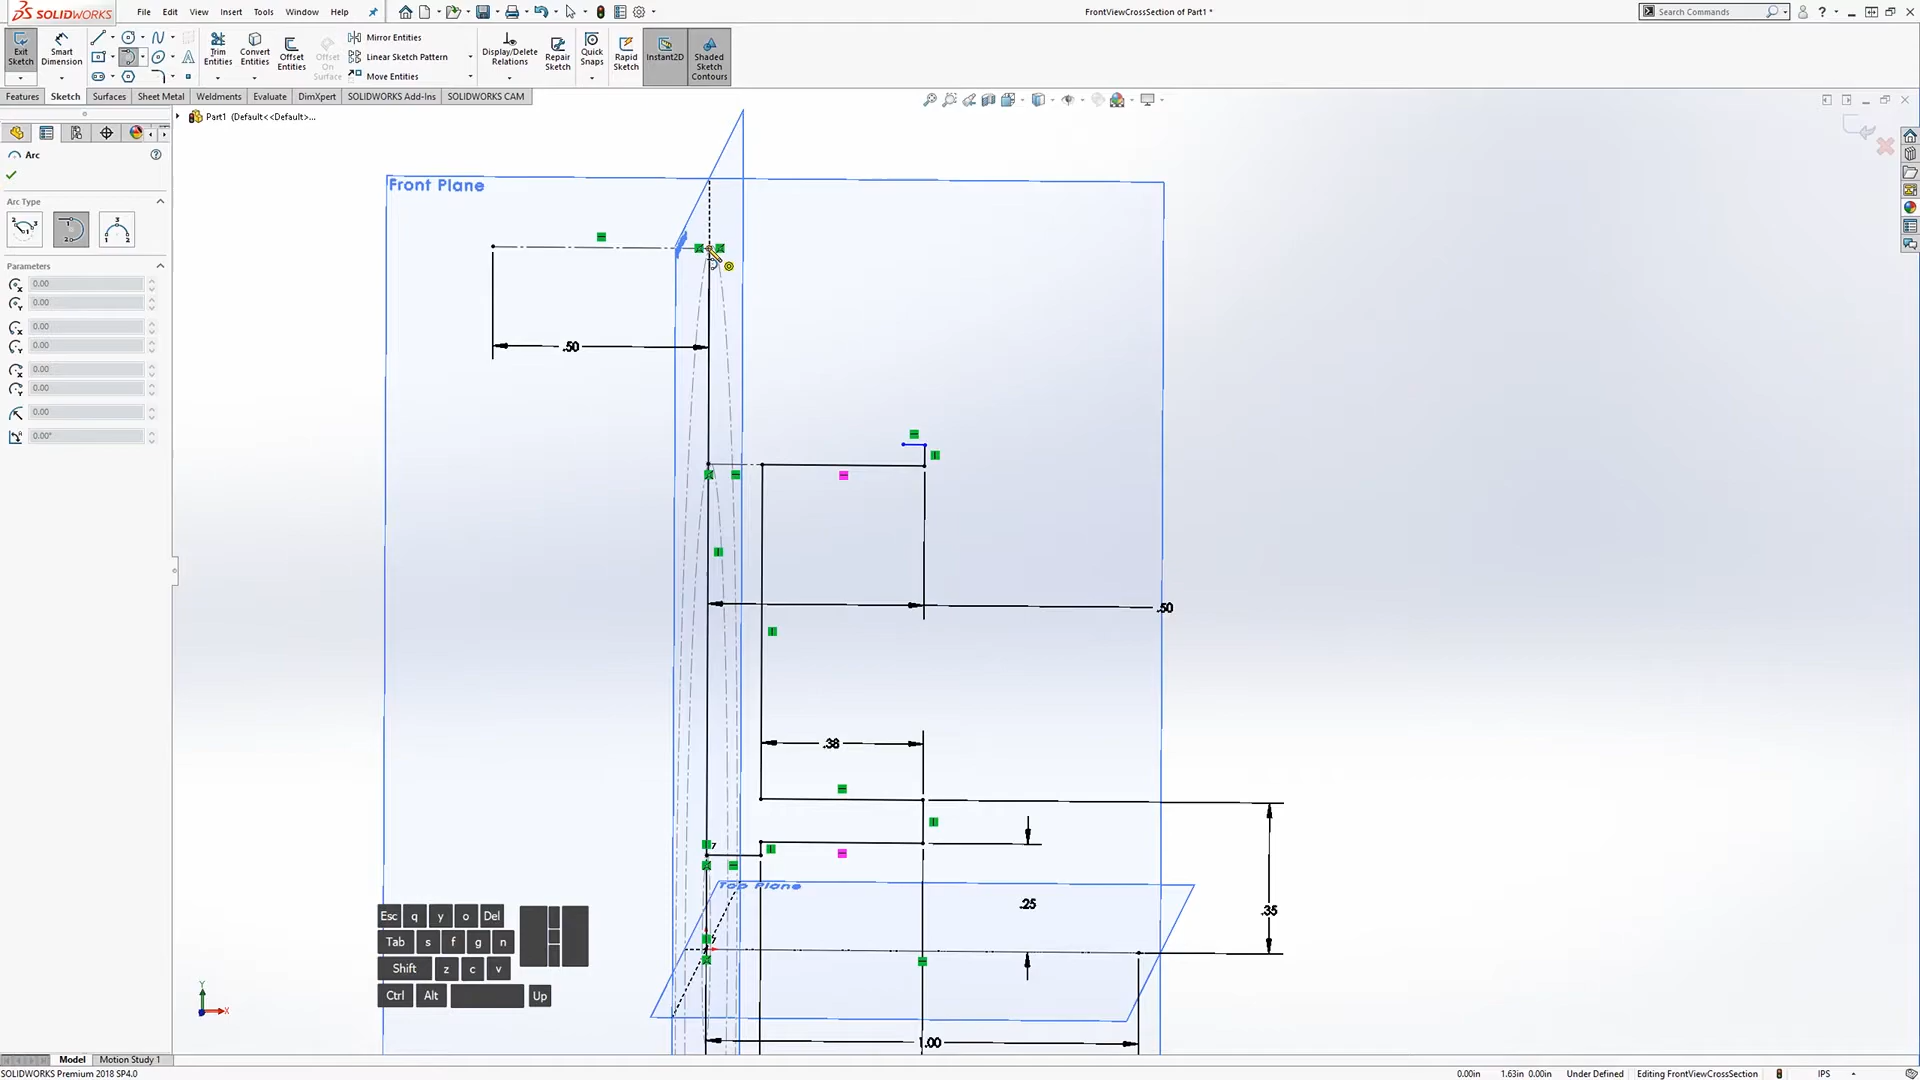 SOLIDWORKS
File Edit View Insert Tools Window Help
FrontViewCrossSection of Part1 *
Search Commands
Exit Sketch
Smart Dimension
Trim Entities
Convert Entities
Offset Entities
Offset On Surface
Mirror Entities
Linear Sketch Pattern
Move Entities
Display/Delete Relations
Repair Sketch
Quick Snaps
Rapid Sketch
Instant2D
Shaded Sketch Contours
Features Sketch Surfaces Sheet Metal Weldments Evaluate DimXpert SOLIDWORKS Add-Ins SOLIDWORKS CAM
Part1 (Default<<Default>...
Arc
Arc Type
Parameters
0.00
0.00
0.00
0.00
0.00
0.00
0.00
0.00°
Front Plane
.50
.50
.38
.35
.25
Top Plane
1.00
Esc q y o Del
Tab s f g n
Shift z c v
Ctrl Alt Up
Y
X
Model Motion Study 1
SOLIDWORKS Premium 2018 SP4.0
0.00in 1.63in 0.00in Under Defined Editing FrontViewCrossSection IPS